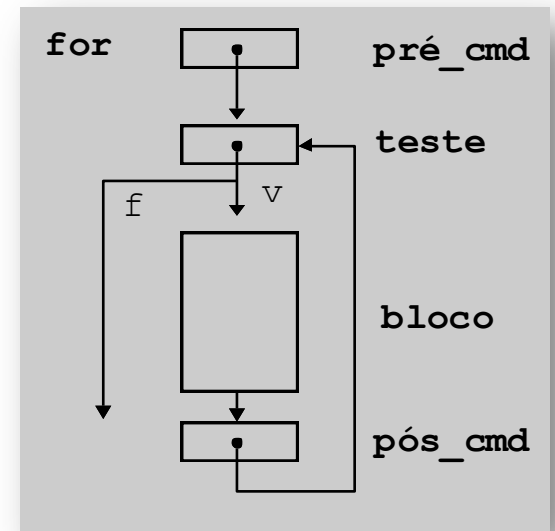 for
pré_cmd
teste
f
v
bloco
pós_cmd